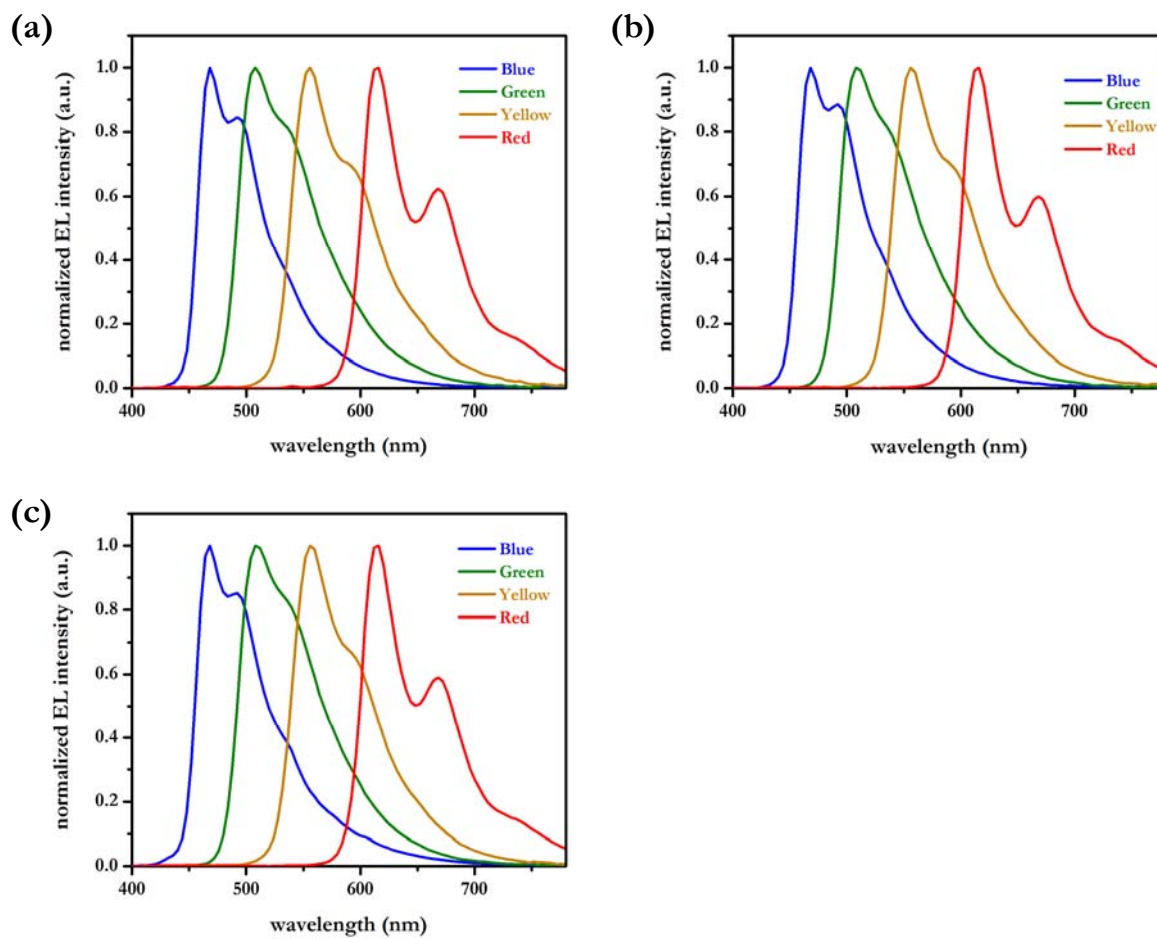 (a)
normalized EL intensity (a.u.)
1.0
0.8
0.6
0.4
0.2
0.0
Blue
Green
Yellow
Red
400 500 600 700
wavelength (nm)
(b)
normalized EL intensity (a.u.)
1.0
0.8
0.6
0.4
0.2
0.0
Blue
Green
Yellow
Red
400 500 600 700
wavelength (nm)
(c)
normalized EL intensity (a.u.)
1.0
0.8
0.6
0.4
0.2
0.0
Blue
Green
Yellow
Red
400 500 600 700
wavelength (nm)